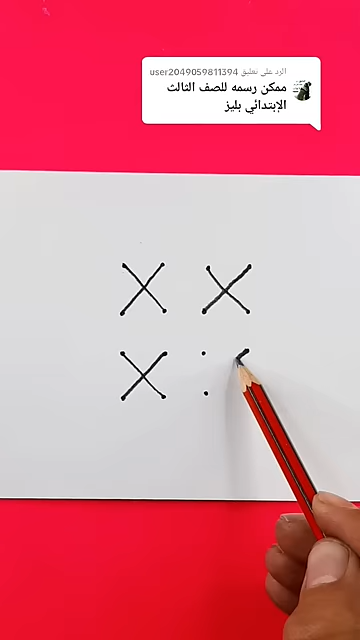 الرد على تعليق user2049059811394
ممكن رسمه للصف الثالث
الإبتدائي بليز